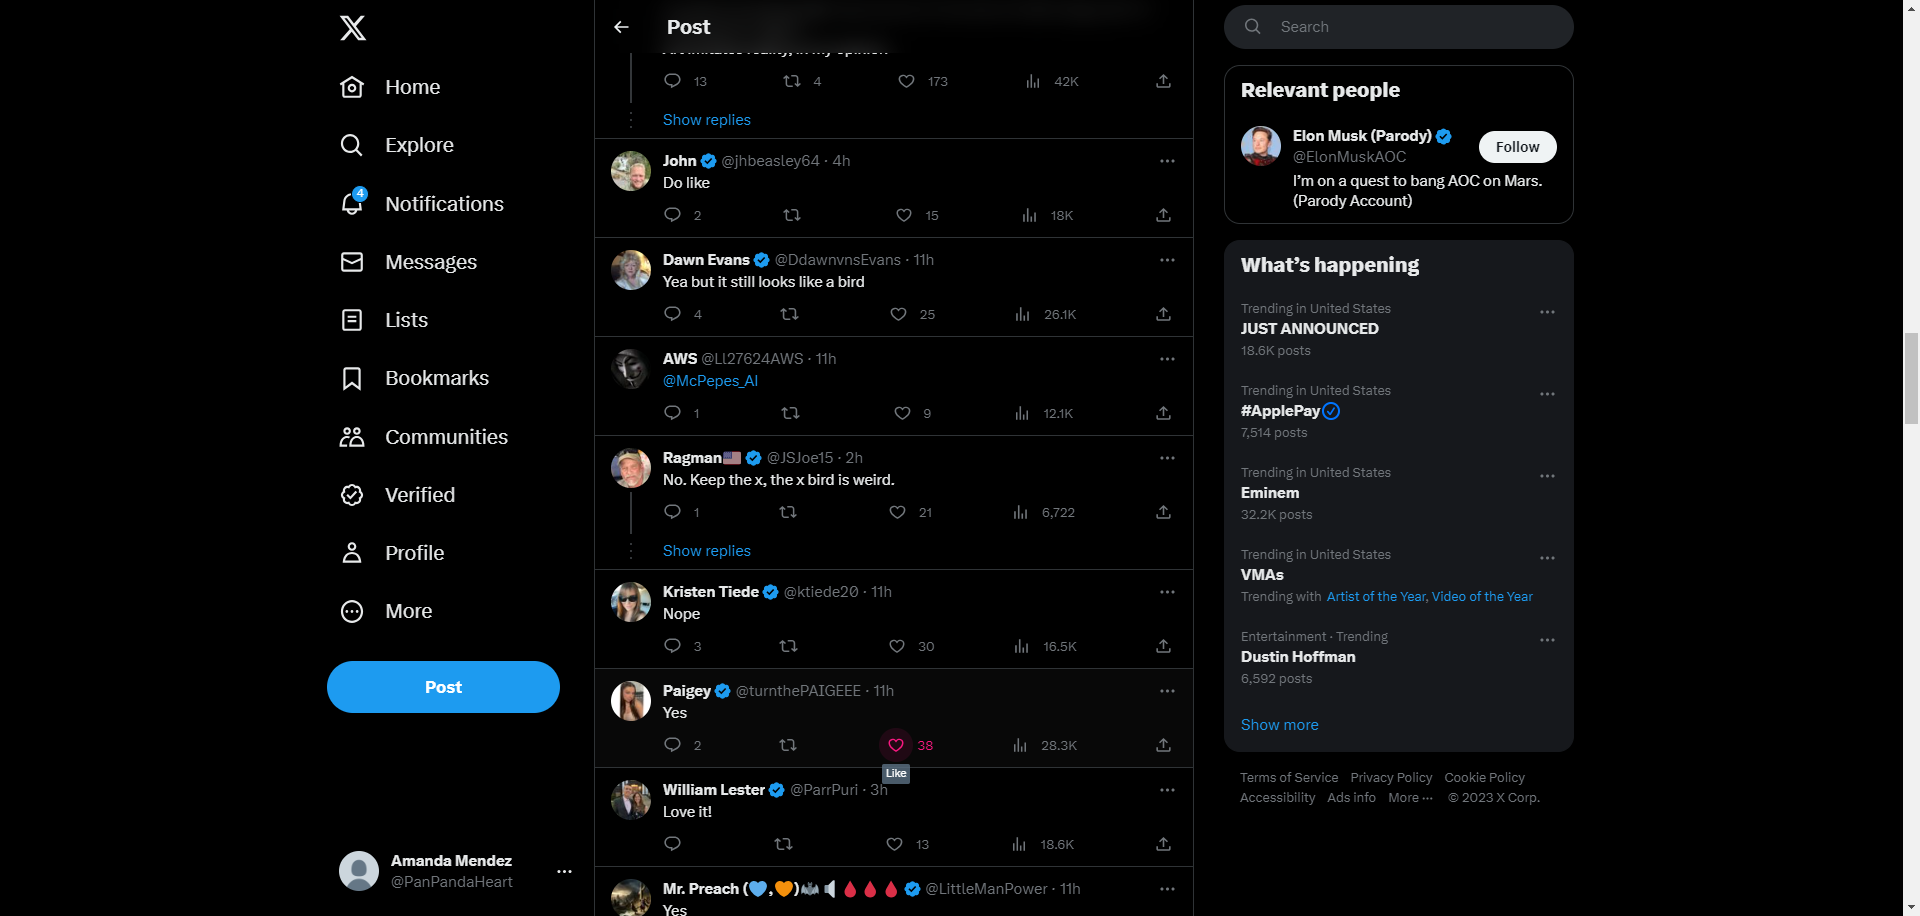 Home
Explore
4
Notifications
Messages
Lists
Bookmarks
Communities
Verified
Profile
More
Post
Amanda Mendez
@PanPandaHeart
Post
13 4 173 42K
Show replies
John @jhbeasley64 · 4h
Do like
2 15 18K
Dawn Evans @DdawnvnsEvans · 11h
Yea but it still looks like a bird
4 25 26.1K
AWS @Ll27624AWS · 11h
@McPepes_AI
1 9 12.1K
Ragman🇺🇸 @JSJoe15 · 2h
No. Keep the x, the x bird is weird.
1 21 6,722
Show replies
Kristen Tiede @ktiede20 · 11h
Nope
3 30 16.5K
Paigey @turnthePAIGEEE · 11h
Yes
2 38 28.3K
Like
William Lester @ParrPuri · 3h
Love it!
13 18.6K
Mr. Preach (💙,🧡)🦇🔈🩸🩸🩸 @LittleManPower · 11h
Yes
Search
Relevant people
Elon Musk (Parody)
@ElonMuskAOC
Follow
I’m on a quest to bang AOC on Mars.
(Parody Account)
What’s happening
Trending in United States
JUST ANNOUNCED
18.6K posts
Trending in United States
#ApplePay
7,514 posts
Trending in United States
Eminem
32.2K posts
Trending in United States
VMAs
Trending with Artist of the Year, Video of the Year
Entertainment · Trending
Dustin Hoffman
6,592 posts
Show more
Terms of Service Privacy Policy Cookie Policy
Accessibility Ads info More ··· © 2023 X Corp.